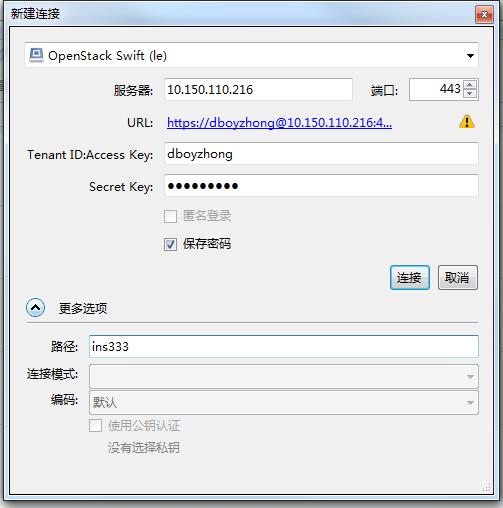 新建连接
OpenStack Swift (le)
服务器: 10.150.110.216 端口: 443
URL: https://dboyzhong@10.150.110.216:4...
Tenant ID:Access Key: dboyzhong
Secret Key: ●●●●●●●●●
匿名登录
保存密码
连接 取消
更多选项
路径: ins333
连接模式:
编码: 默认
使用公钥认证
没有选择私钥